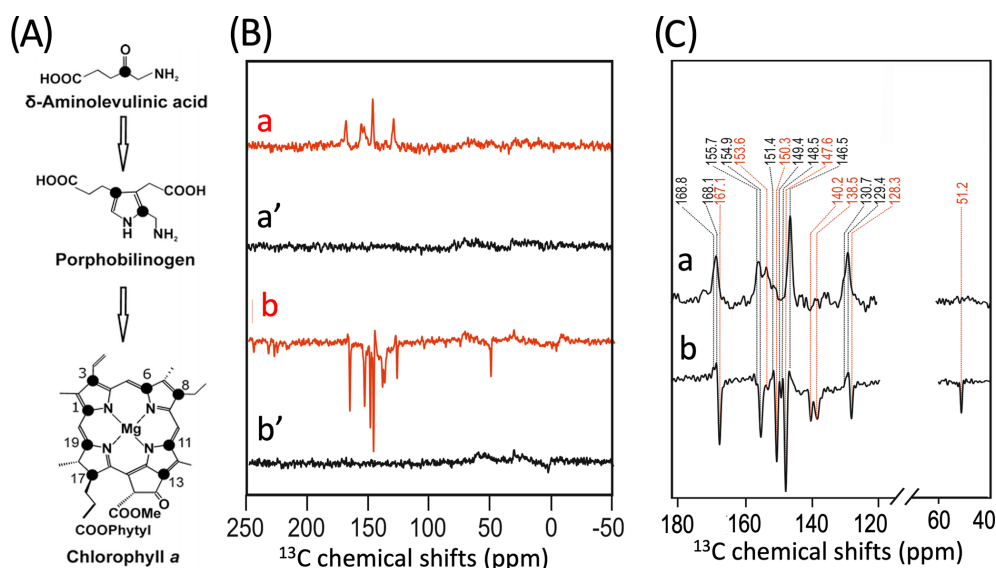 (A)
(B)
(C)
O
HOOC
NH₂
δ-Aminolevulinic acid
HOOC
COOH
N
H
NH₂
Porphobilinogen
3
6
8
1
N
N
Mg
19
N
N
11
17
13
O
COOMe
COOPhytyl
Chlorophyll a
a
a’
b
b’
250
200
150
100
50
0
-50
¹³C chemical shifts (ppm)
168.8
168.1
167.1
155.7
154.9
153.6
151.4
150.3
149.4
148.5
147.6
146.5
140.2
138.5
130.7
129.4
128.3
51.2
a
b
180
160
140
120
60
40
¹³C chemical shifts (ppm)